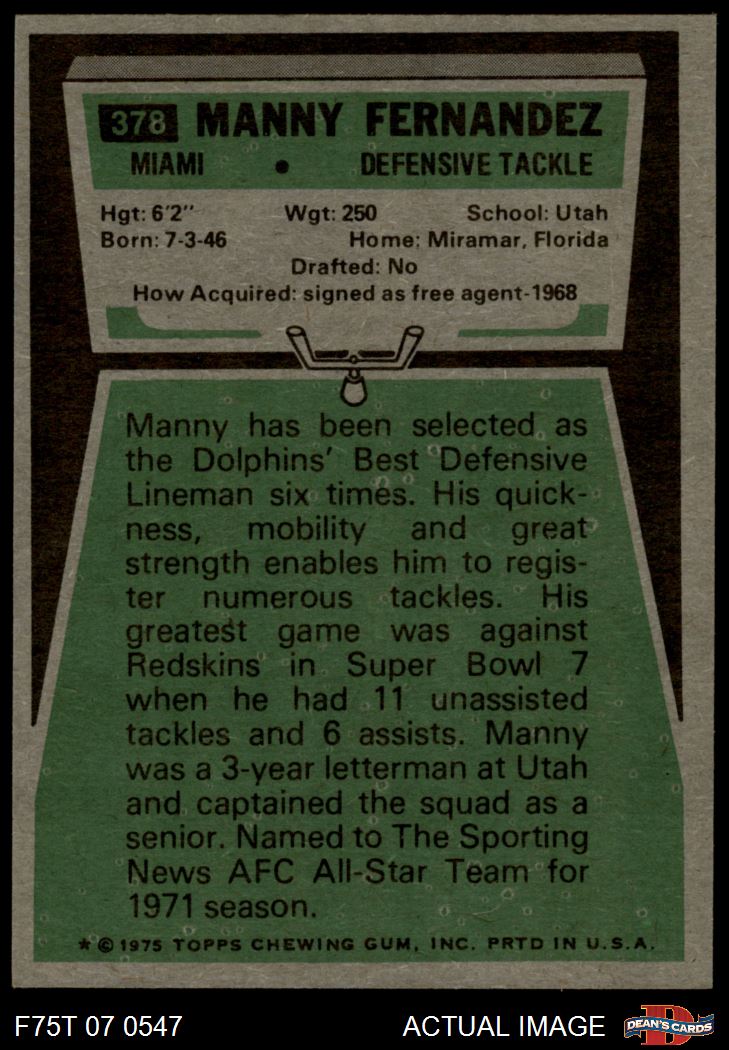 378 MANNY FERNANDEZ
MIAMI • DEFENSIVE TACKLE
Hgt: 6'2" Wgt: 250 School: Utah
Born: 7-3-46 Home: Miramar, Florida
Drafted: No
How Acquired: signed as free agent-1968
Manny has been selected as
the Dolphins' Best Defensive
Lineman six times. His quick-
ness, mobility and great
strength enables him to regis-
ter numerous tackles. His
greatest game was against
Redskins in Super Bowl 7
when he had 11 unassisted
tackles and 6 assists. Manny
was a 3-year letterman at Utah
and captained the squad as a
senior. Named to The Sporting
News AFC All-Star Team for
1971 season.
* © 1975 TOPPS CHEWING GUM, INC. PRTD IN U.S.A.
F75T 07 0547 ACTUAL IMAGE D DEAN'S CARDS